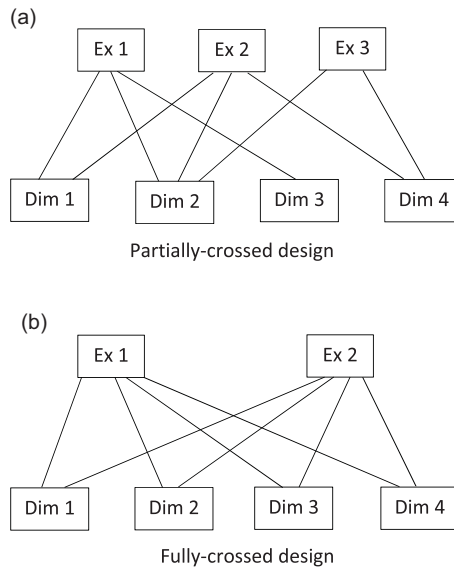 (a)
Ex 1 Ex 2 Ex 3
Dim 1 Dim 2 Dim 3 Dim 4
Partially-crossed design
(b)
Ex 1 Ex 2
Dim 1 Dim 2 Dim 3 Dim 4
Fully-crossed design